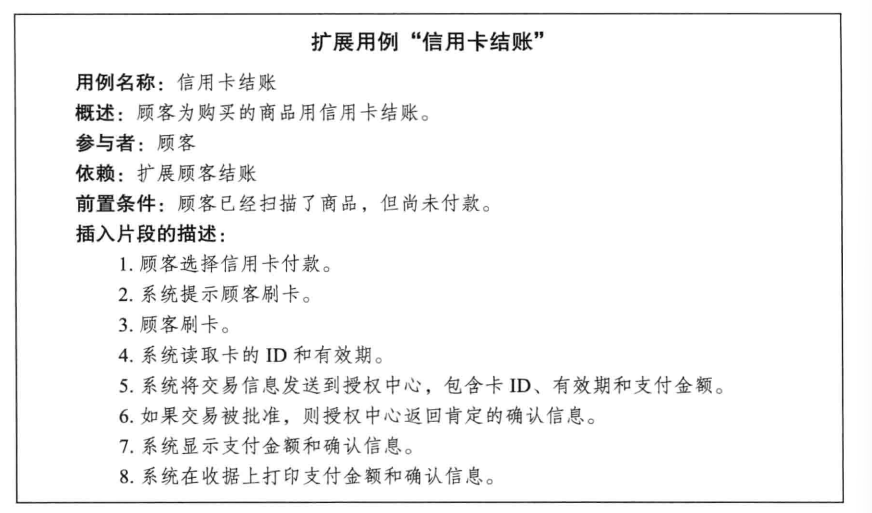 扩展用例“信用卡结账”
用例名称：信用卡结账
概述：顾客为购买的商品用信用卡结账。
参与者：顾客
依赖：扩展顾客结账
前置条件：顾客已经扫描了商品，但尚未付款。
插入片段的描述：
1. 顾客选择信用卡付款。
2. 系统提示顾客刷卡。
3. 顾客刷卡。
4. 系统读取卡的 ID 和有效期。
5. 系统将交易信息发送到授权中心，包含卡 ID、有效期和支付金额。
6. 如果交易被批准，则授权中心返回肯定的确认信息。
7. 系统显示支付金额和确认信息。
8. 系统在收据上打印支付金额和确认信息。